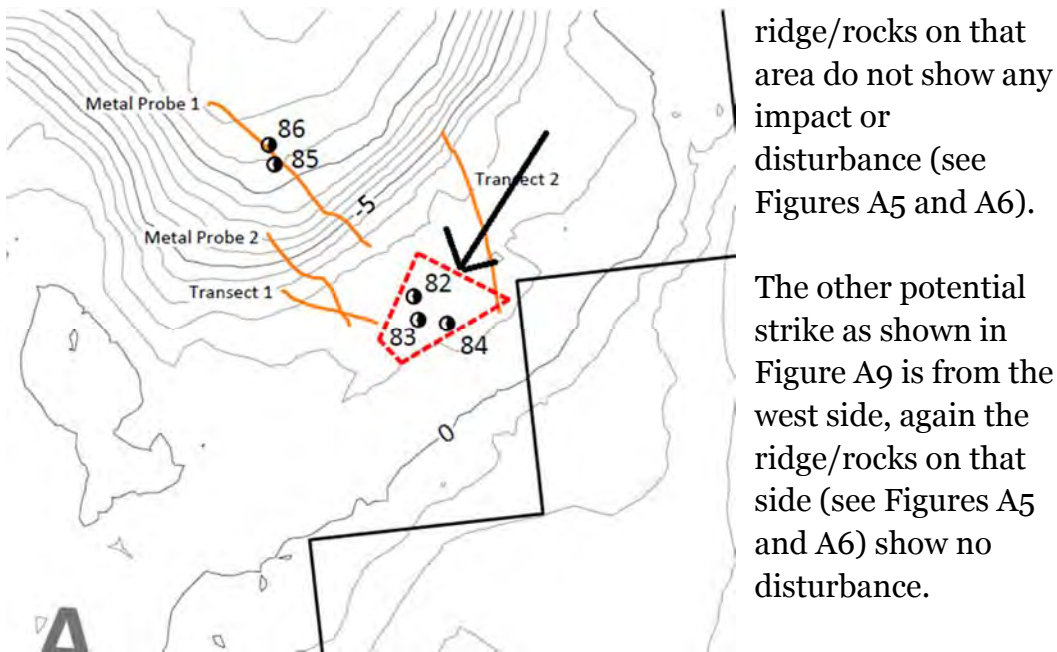 Metal Probe 1
86
85
Transect 2
-5
Metal Probe 2
Transect 1
82
83
84
0
A
ridge/rocks on that
area do not show any
impact or
disturbance (see
Figures A5 and A6).
The other potential
strike as shown in
Figure A9 is from the
west side, again the
ridge/rocks on that
side (see Figures A5
and A6) show no
disturbance.